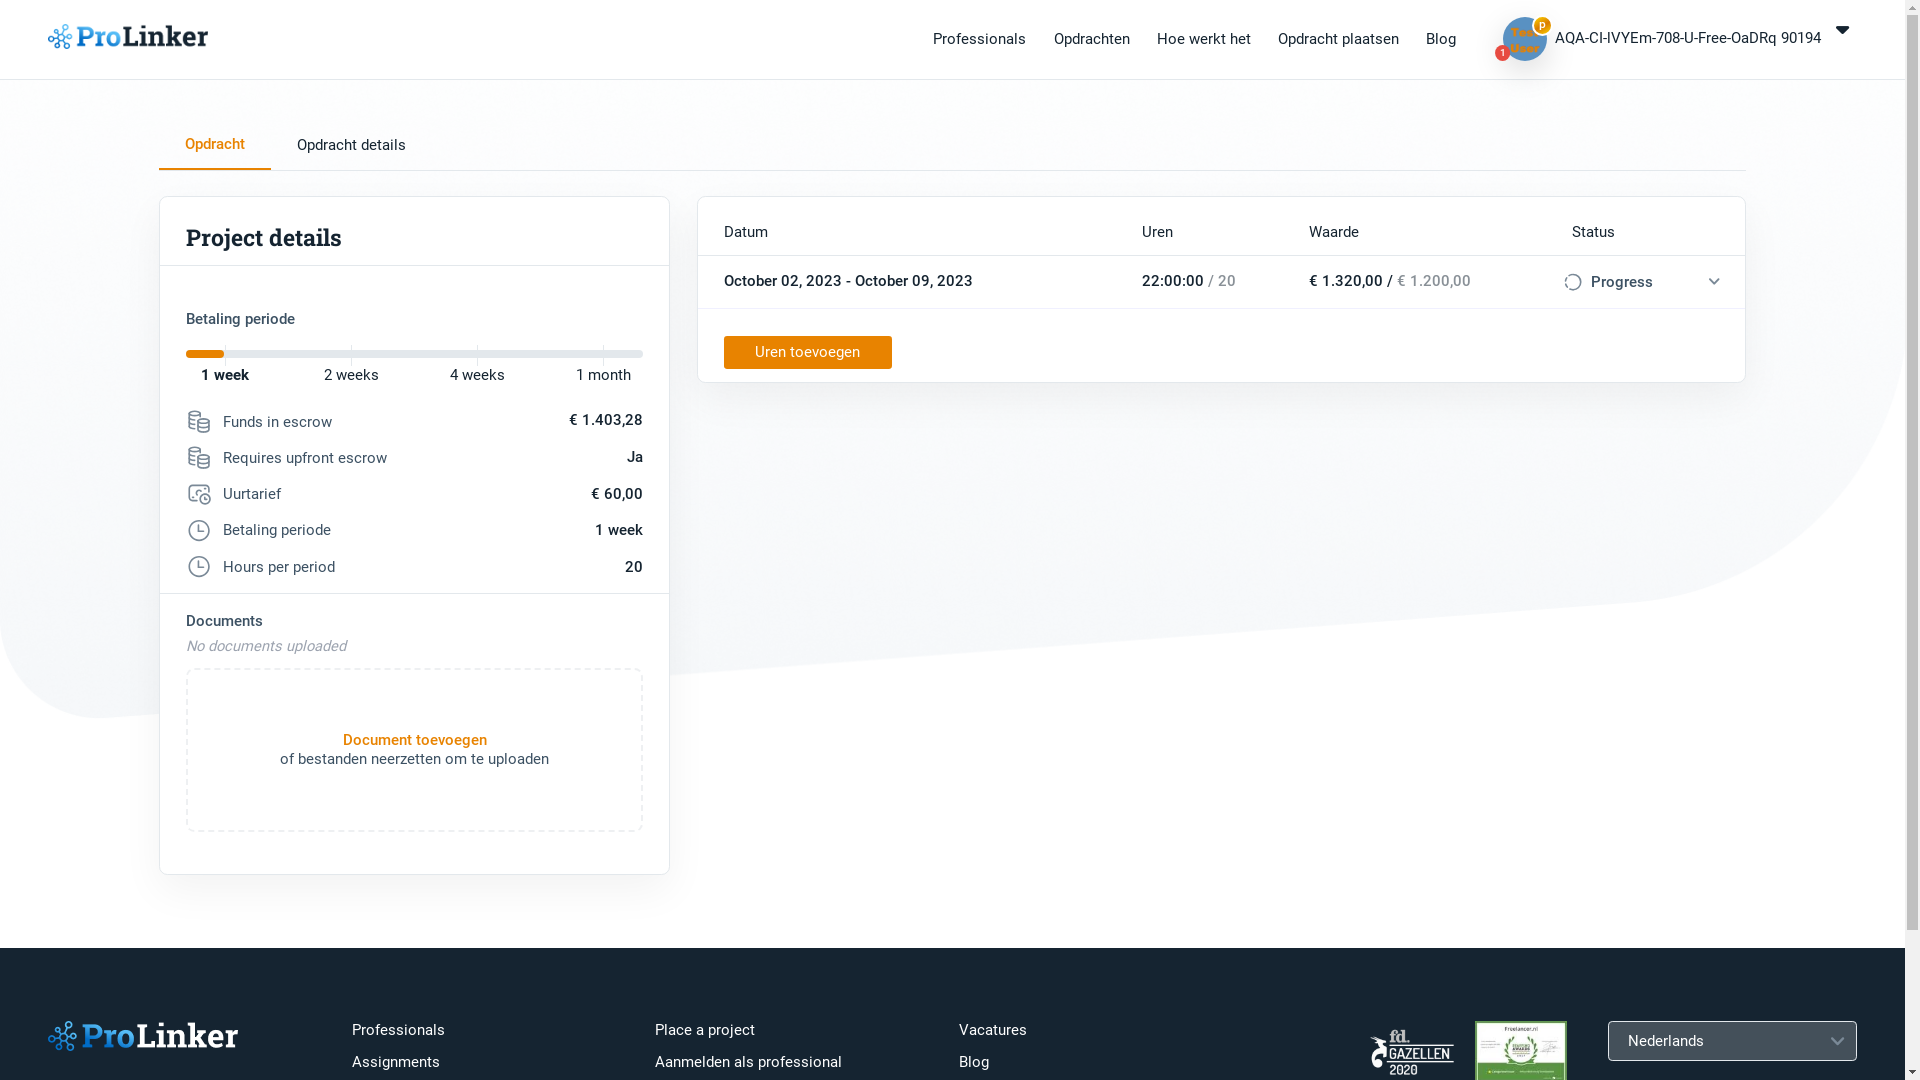 ProLinker
Professionals
Opdrachten
Hoe werkt het
Opdracht plaatsen
Blog
Test
User
p
1
AQA-CI-IVYEm-708-U-Free-OaDRq 90194
Opdracht
Opdracht details
Project details
Betaling periode
1 week
2 weeks
4 weeks
1 month
Funds in escrow
€ 1.403,28
Requires upfront escrow
Ja
Uurtarief
€ 60,00
Betaling periode
1 week
Hours per period
20
Documents
No documents uploaded
Document toevoegen
of bestanden neerzetten om te uploaden
Datum
Uren
Waarde
Status
October 02, 2023 - October 09, 2023
22:00:00 / 20
€ 1.320,00 / € 1.200,00
Progress
Uren toevoegen
ProLinker
Professionals
Place a project
Vacatures
Assignments
Aanmelden als professional
Blog
fd.
GAZELLEN
2020
Freelancer.nl
Nederlands